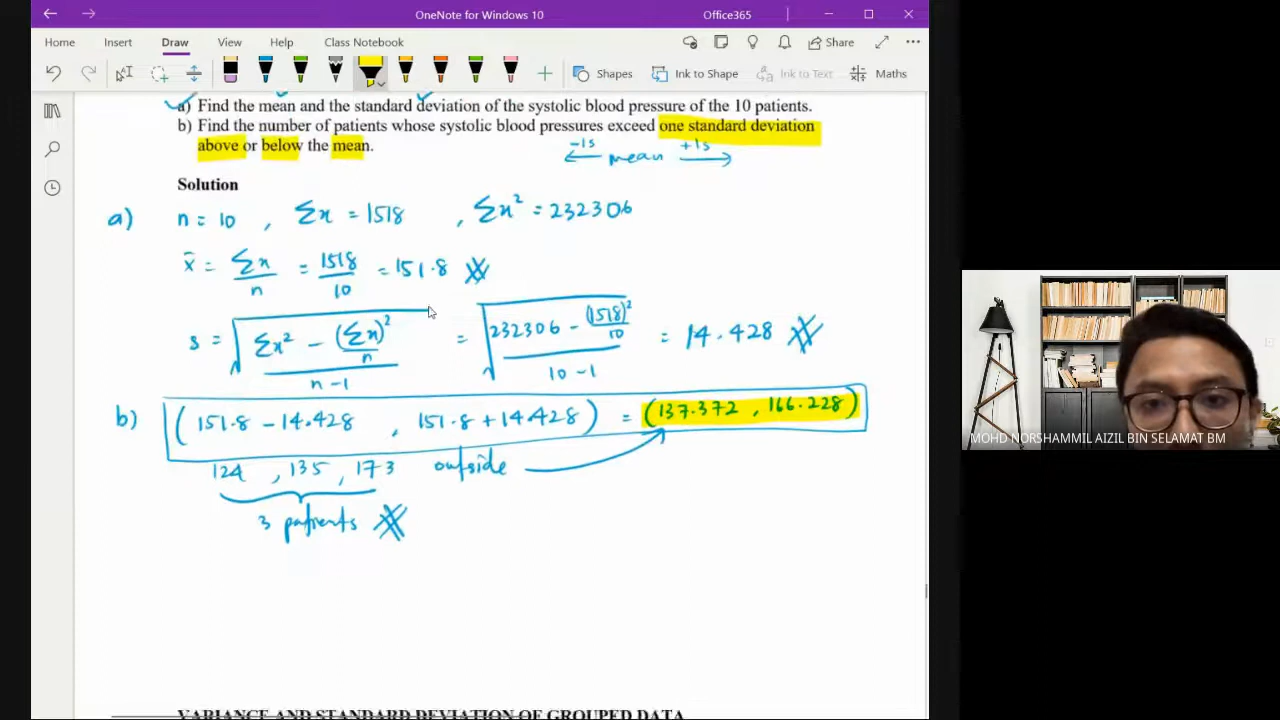 OneNote for Windows 10
Office365
Home Insert Draw View Help Class Notebook Share
Shapes Ink to Shape Ink to Text Maths
a) Find the mean and the standard deviation of the systolic blood pressure of the 10 patients.
b) Find the number of patients whose systolic blood pressures exceed one standard deviation
above or below the mean.
-1s mean +1s
Solution
a) n = 10 , Σx = 1518 , Σx² = 232306
x̄ = Σx/n = 1518/10 = 151.8
s = √((Σx² - (Σx)²/n)/(n-1)) = √((232306 - (1518)²/10)/(10-1)) = 14.428
b) (151.8 - 14.428 , 151.8 + 14.428) = (137.372 , 166.228)
124 , 135 , 173 outside
3 patients
VARIANCE AND STANDARD DEVIATION OF GROUPED DATA
MOHD NORSHAMMIL AIZIL BIN SELAMAT BM